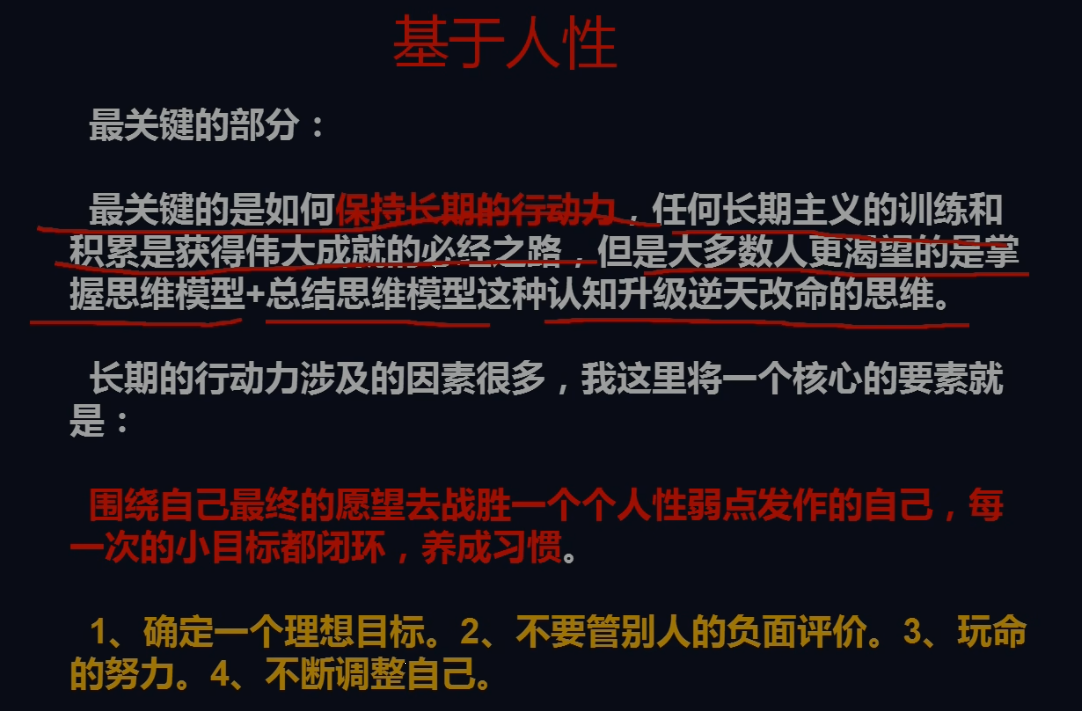 基于人性
最关键的部分：
最关键的是如何保持长期的行动力，任何长期主义的训练和
积累是获得伟大成就的必经之路，但是大多数人更渴望的是掌
握思维模型+总结思维模型这种认知升级逆天改命的思维。
长期的行动力涉及的因素很多，我这里将一个核心的要素就
是：
围绕自己最终的愿望去战胜一个个人性弱点发作的自己，每
一次的小目标都闭环，养成习惯。
1、确定一个理想目标。2、不要管别人的负面评价。3、玩命
的努力。4、不断调整自己。